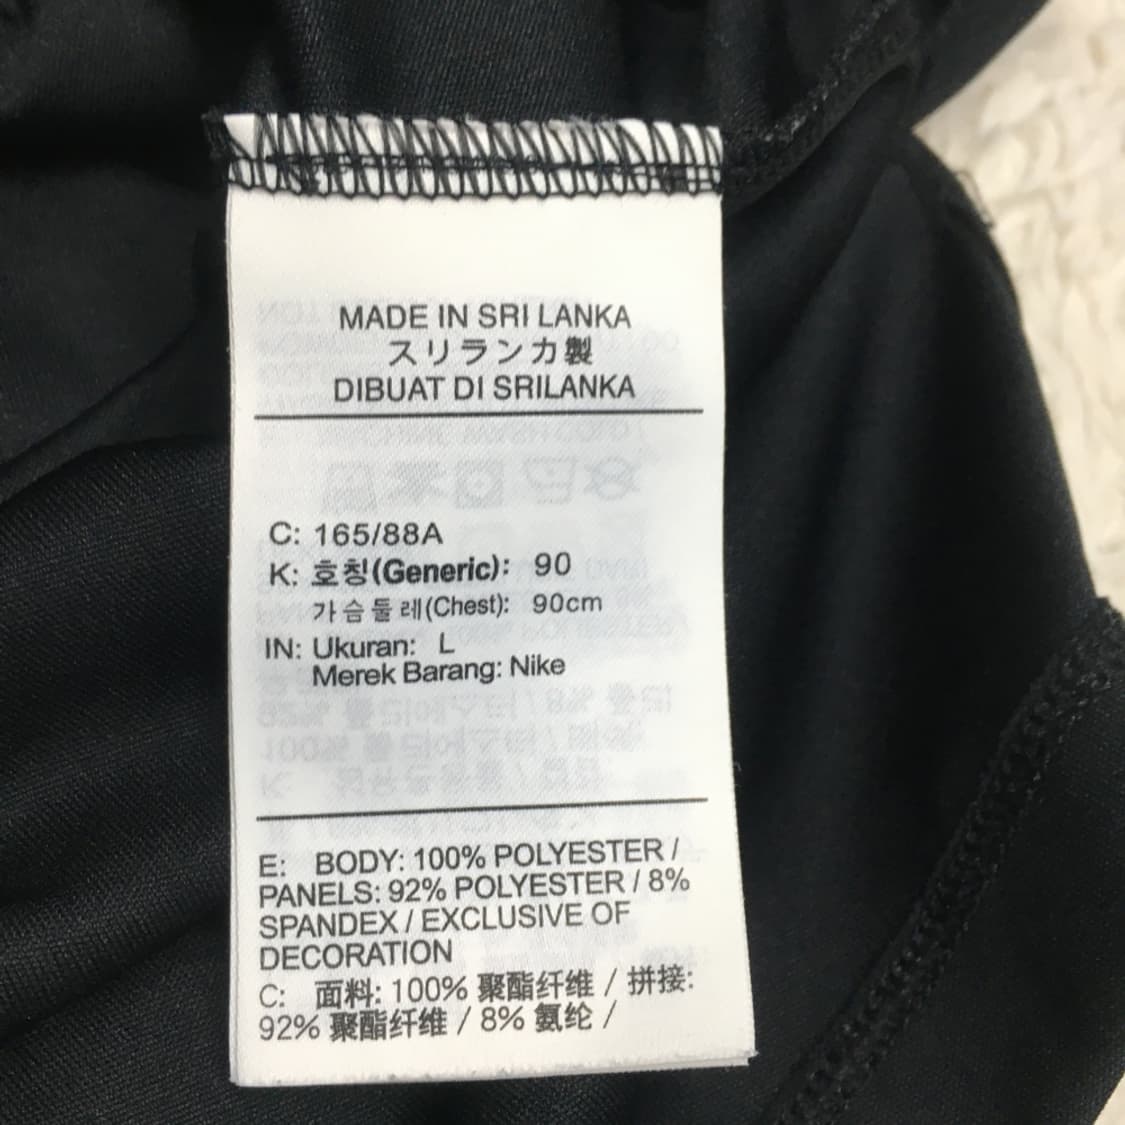 MADE IN SRI LANKA
スリランカ製
DIBUAT DI SRILANKA
C: 165/88A
K: 호칭(Generic): 90
가슴둘레(Chest): 90cm
IN: Ukuran: L
Merek Barang: Nike
E: BODY: 100% POLYESTER /
PANELS: 92% POLYESTER / 8%
SPANDEX / EXCLUSIVE OF
DECORATION
C: 面料: 100% 聚酯纤维 / 拼接:
92% 聚酯纤维 / 8% 氨纶 /